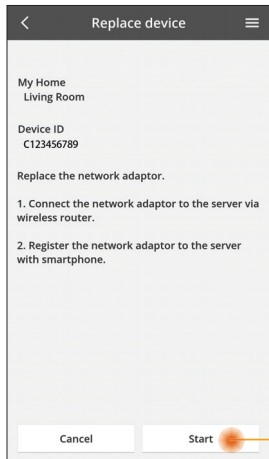 Replace device
My Home
Living Room
Device ID
C123456789
Replace the network adaptor.
1. Connect the network adaptor to the server via
wireless router.
2. Register the network adaptor to the server
with smartphone.
Cancel Start